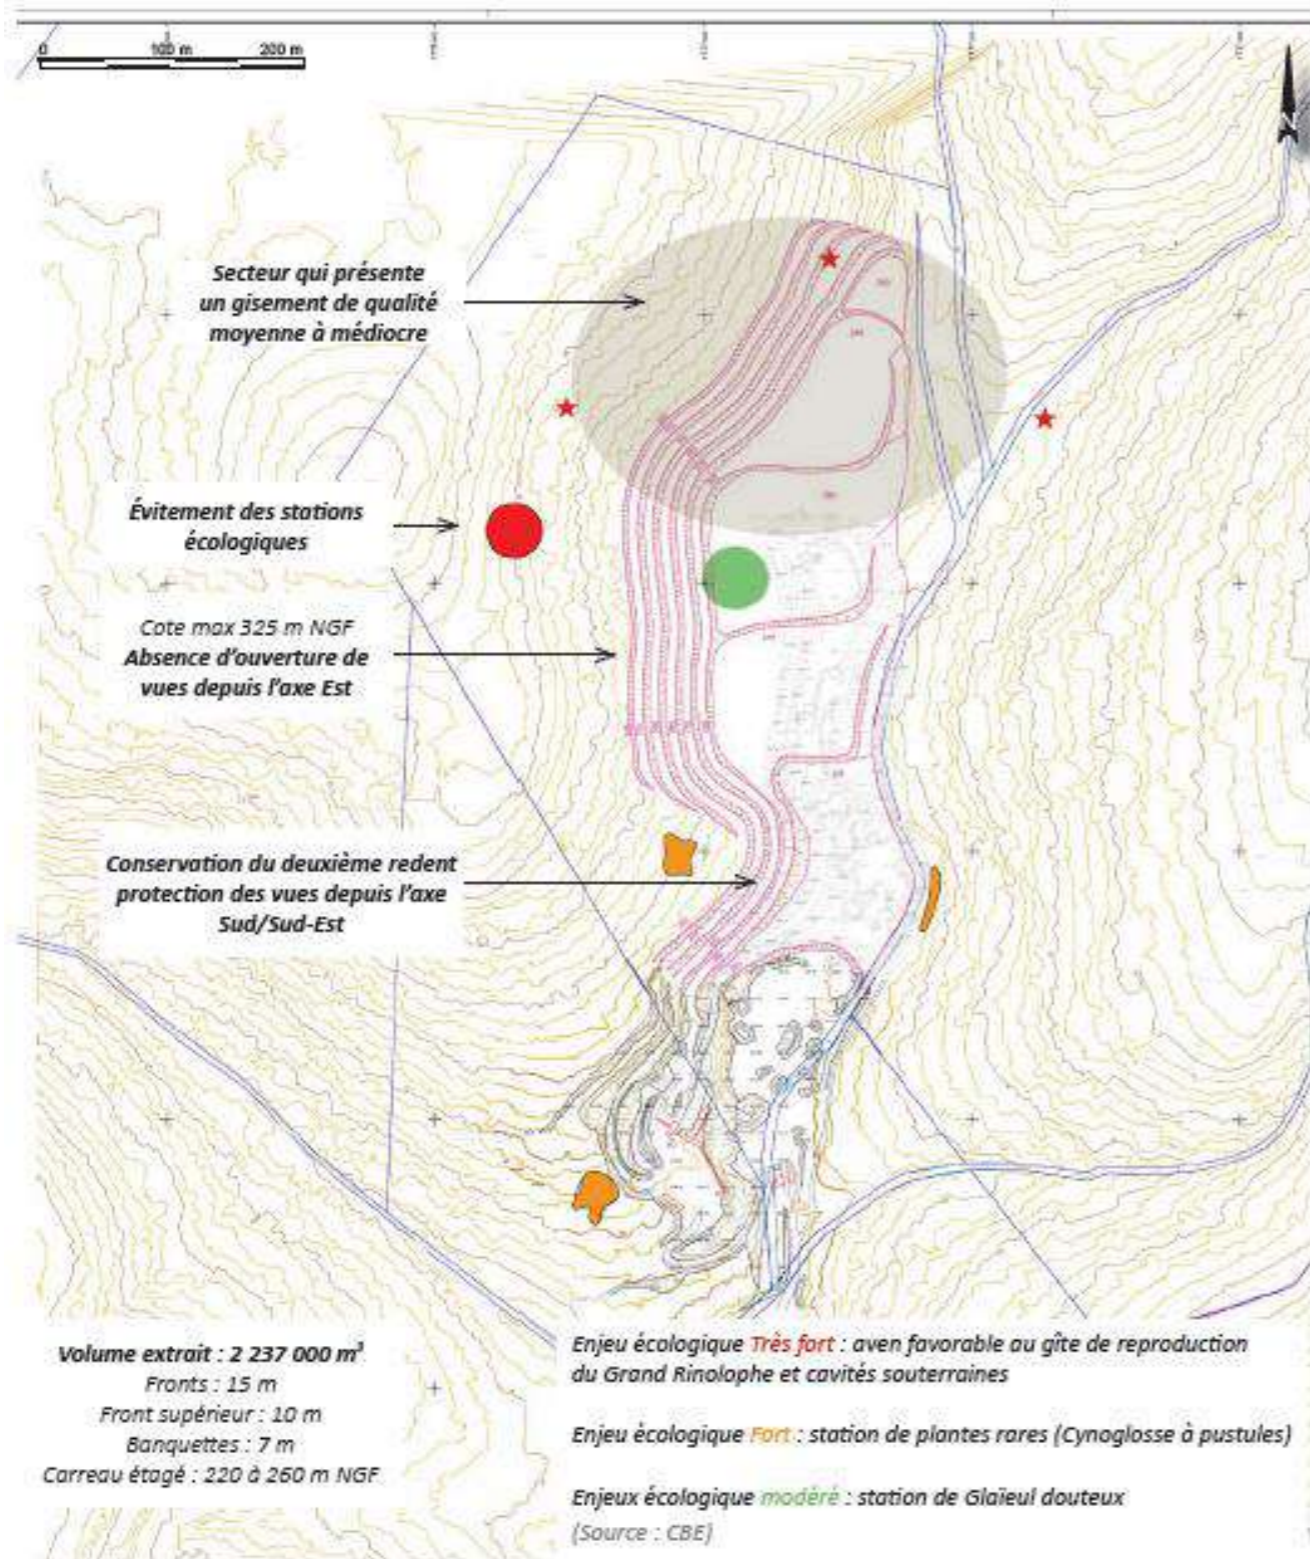 0 100 m 200 m
N
Secteur qui présente
un gisement de qualité
moyenne à médiocre
Évitement des stations
écologiques
Cote max 325 m NGF
Absence d'ouverture de
vues depuis l'axe Est
Conservation du deuxième redent
protection des vues depuis l'axe
Sud/Sud-Est
Volume extrait : 2 237 000 m³
Fronts : 15 m
Front supérieur : 10 m
Banquettes : 7 m
Carreau étagé : 220 à 260 m NGF
Enjeu écologique Très fort : aven favorable au gîte de reproduction
du Grand Rinolophe et cavités souterraines
Enjeu écologique Fort : station de plantes rares (Cynoglosse à pustules)
Enjeux écologique modéré : station de Glaïeul douteux
(Source : CBE)